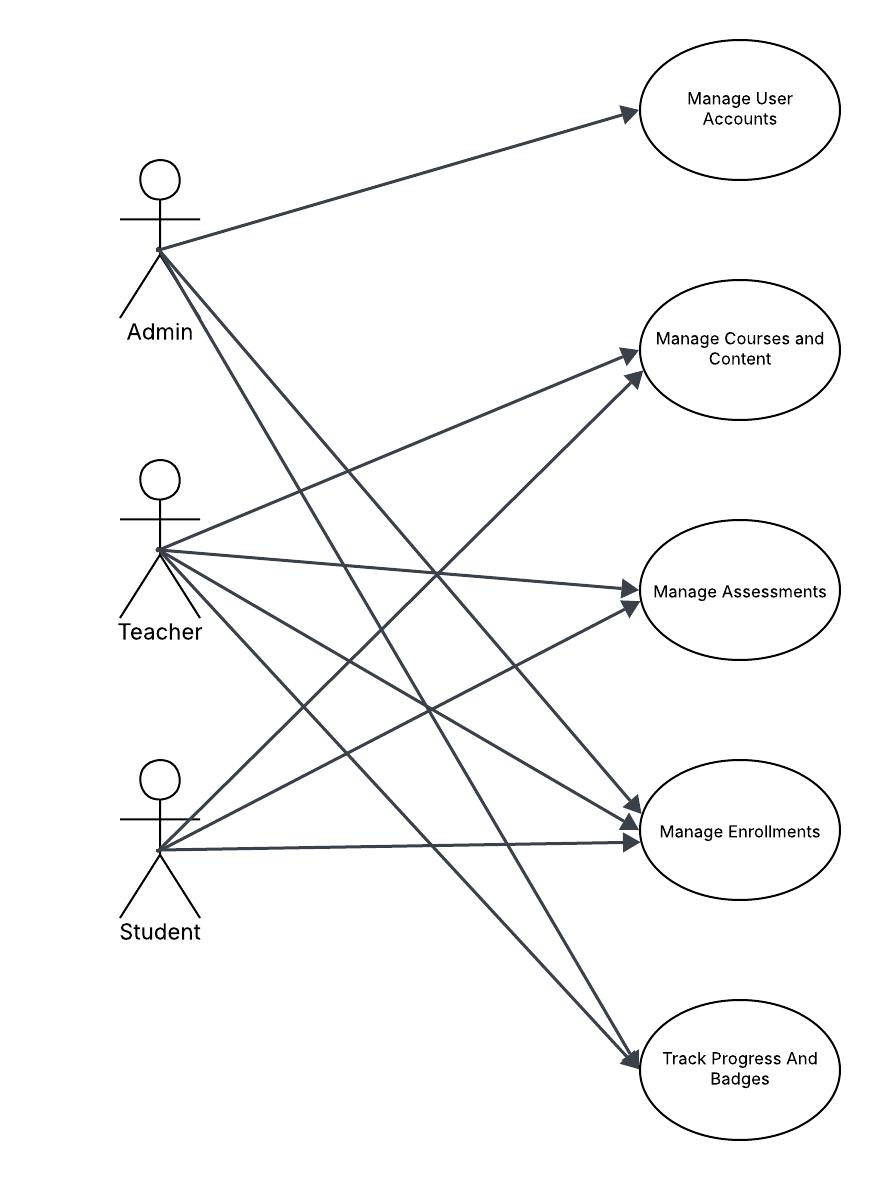 Manage User
Accounts
Admin
Manage Courses and
Content
Teacher
Manage Assessments
Manage Enrollments
Student
Track Progress And
Badges